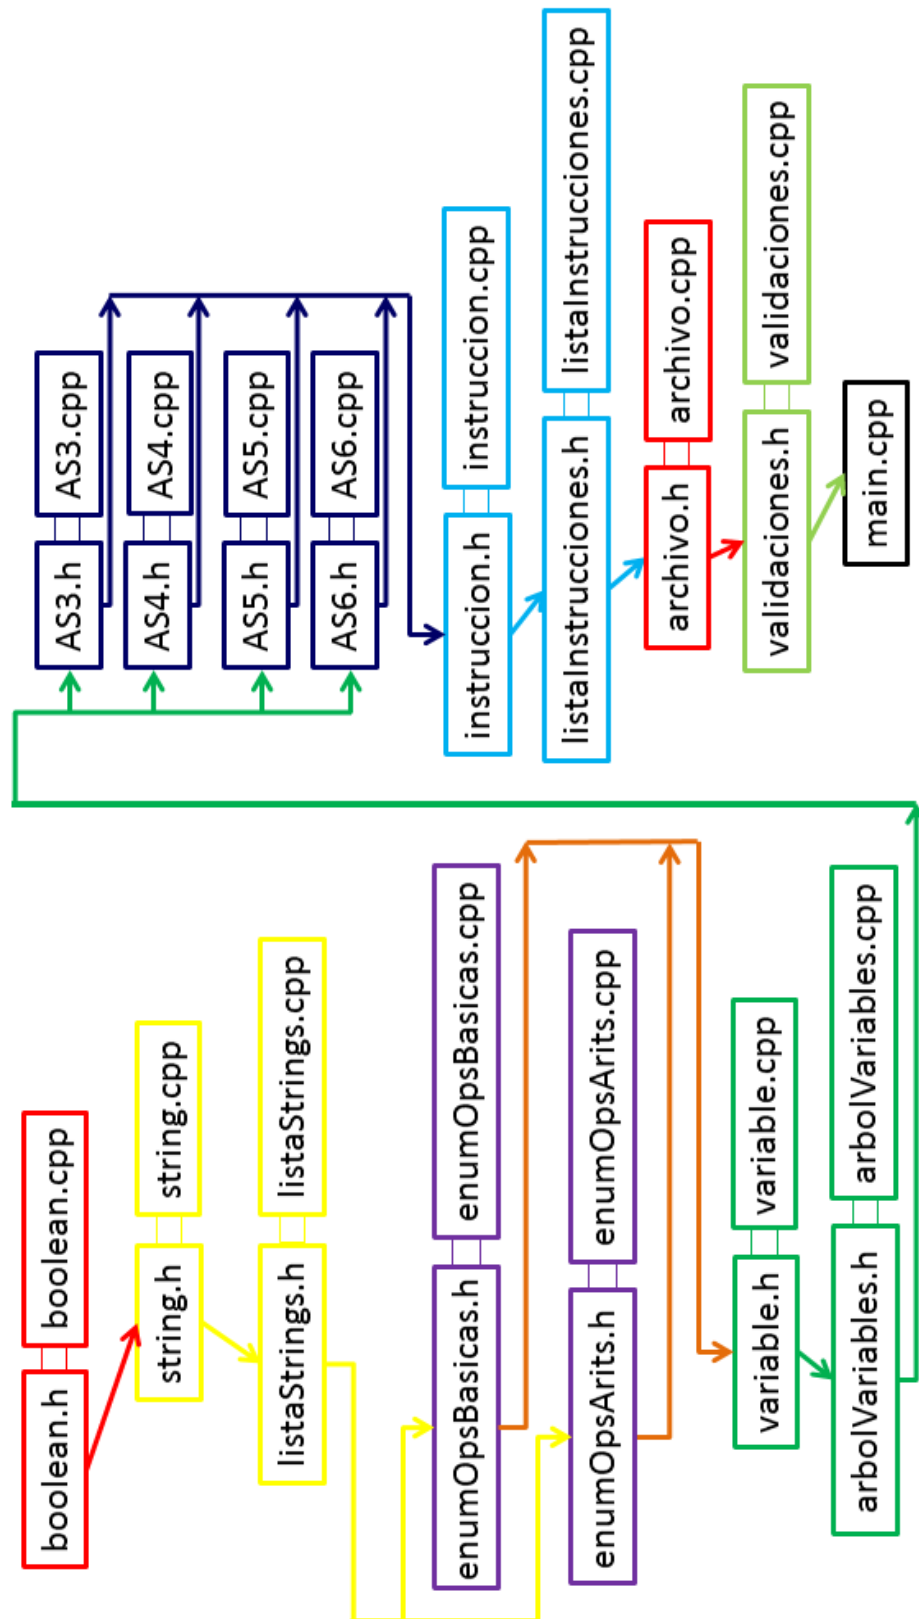 boolean.h
boolean.cpp
string.h
string.cpp
listaStrings.h
listaStrings.cpp
enumOpsBasicas.h
enumOpsBasicas.cpp
enumOpsArits.h
enumOpsArits.cpp
variable.h
variable.cpp
arbolVariables.h
arbolVariables.cpp
AS3.h
AS3.cpp
AS4.h
AS4.cpp
AS5.h
AS5.cpp
AS6.h
AS6.cpp
instruccion.h
instruccion.cpp
listaInstrucciones.h
listaInstrucciones.cpp
archivo.h
archivo.cpp
validaciones.h
validaciones.cpp
main.cpp